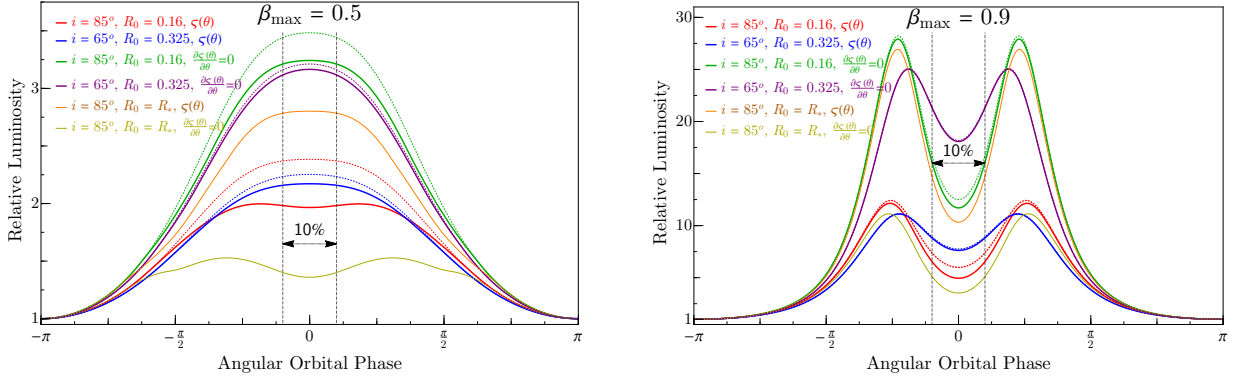 β_max = 0.5
i = 85°, R₀ = 0.16, ς(θ)
i = 65°, R₀ = 0.325, ς(θ)
i = 85°, R₀ = 0.16, ∂ς(θ)/∂θ=0
i = 65°, R₀ = 0.325, ∂ς(θ)/∂θ=0
i = 85°, R₀ = R⁎, ς(θ)
i = 85°, R₀ = R⁎, ∂ς(θ)/∂θ=0
Relative Luminosity
3
2
1
10%
−π
−π/2
0
π/2
π
Angular Orbital Phase
β_max = 0.9
i = 85°, R₀ = 0.16, ς(θ)
i = 65°, R₀ = 0.325, ς(θ)
i = 85°, R₀ = 0.16, ∂ς(θ)/∂θ=0
i = 65°, R₀ = 0.325, ∂ς(θ)/∂θ=0
i = 85°, R₀ = R⁎, ς(θ)
i = 85°, R₀ = R⁎, ∂ς(θ)/∂θ=0
Relative Luminosity
30
20
10
1
10%
−π
−π/2
0
π/2
π
Angular Orbital Phase